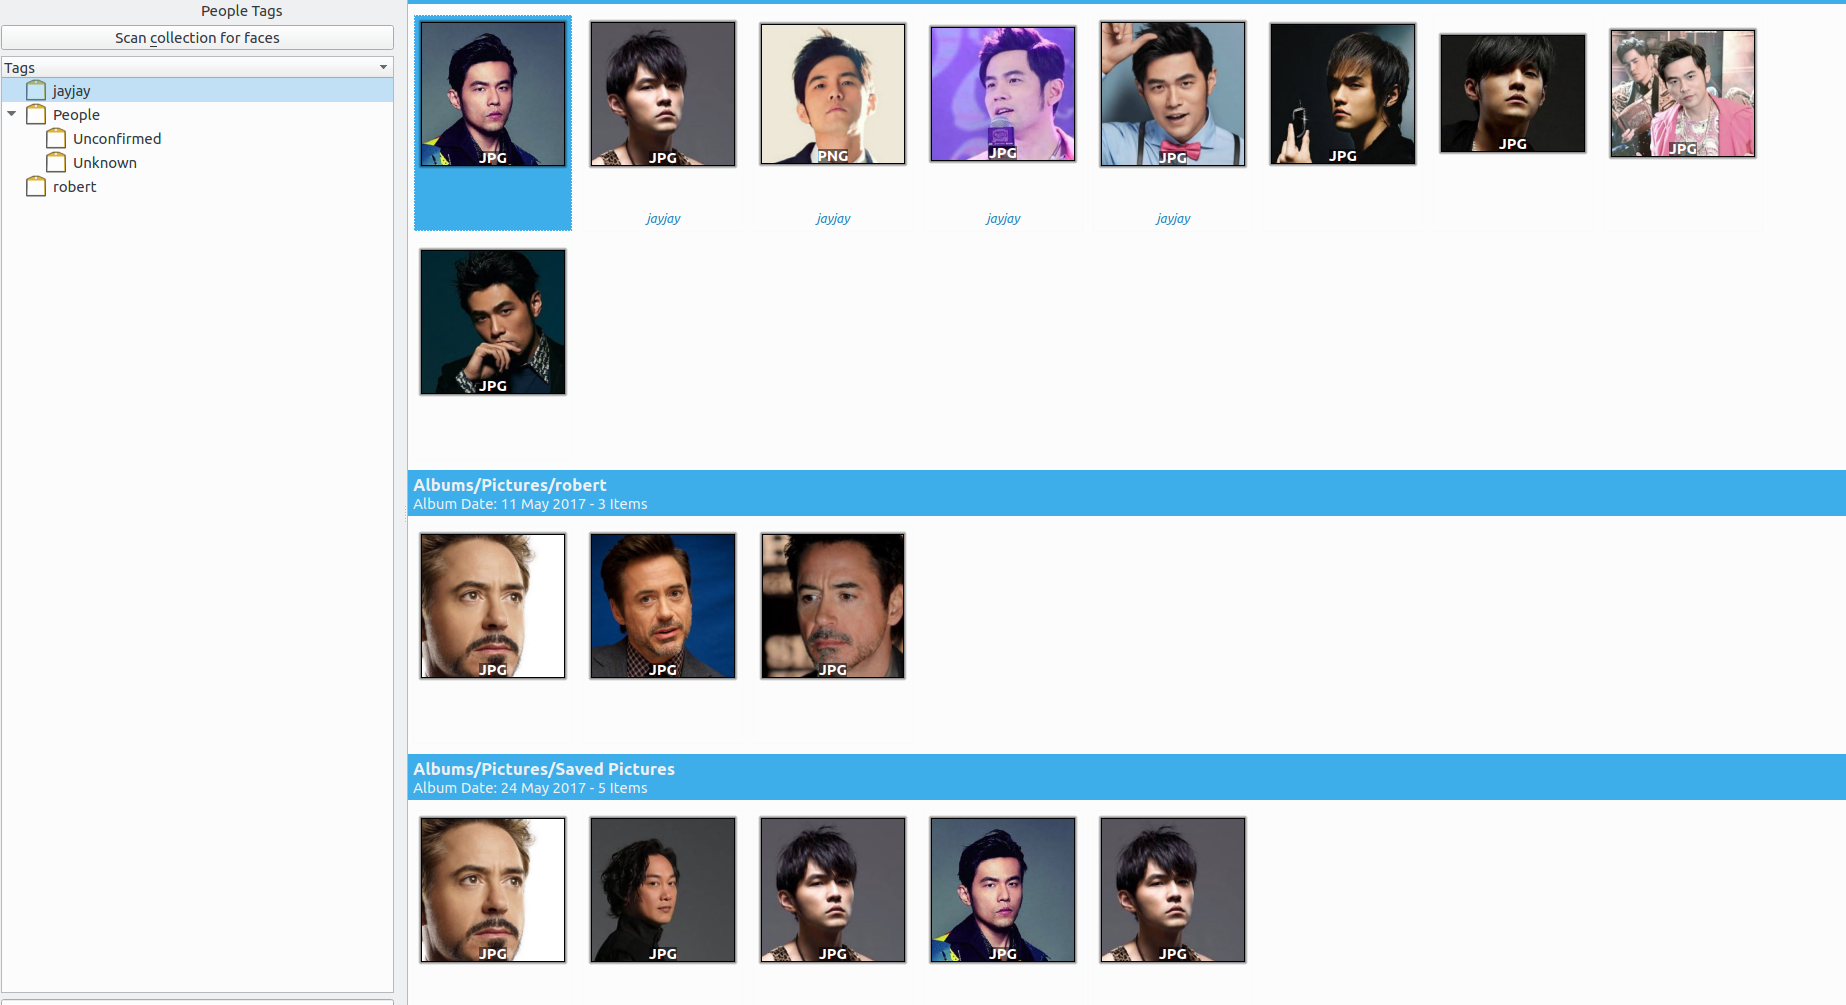 People Tags
Scan collection for faces
Tags
jayjay
People
Unconfirmed
Unknown
robert
JPG
JPG
PNG
JPG
JPG
JPG
JPG
JPG
jayjay
jayjay
jayjay
jayjay
JPG
Albums/Pictures/robert
Album Date: 11 May 2017 - 3 Items
JPG
JPG
JPG
Albums/Pictures/Saved Pictures
Album Date: 24 May 2017 - 5 Items
JPG
JPG
JPG
JPG
JPG